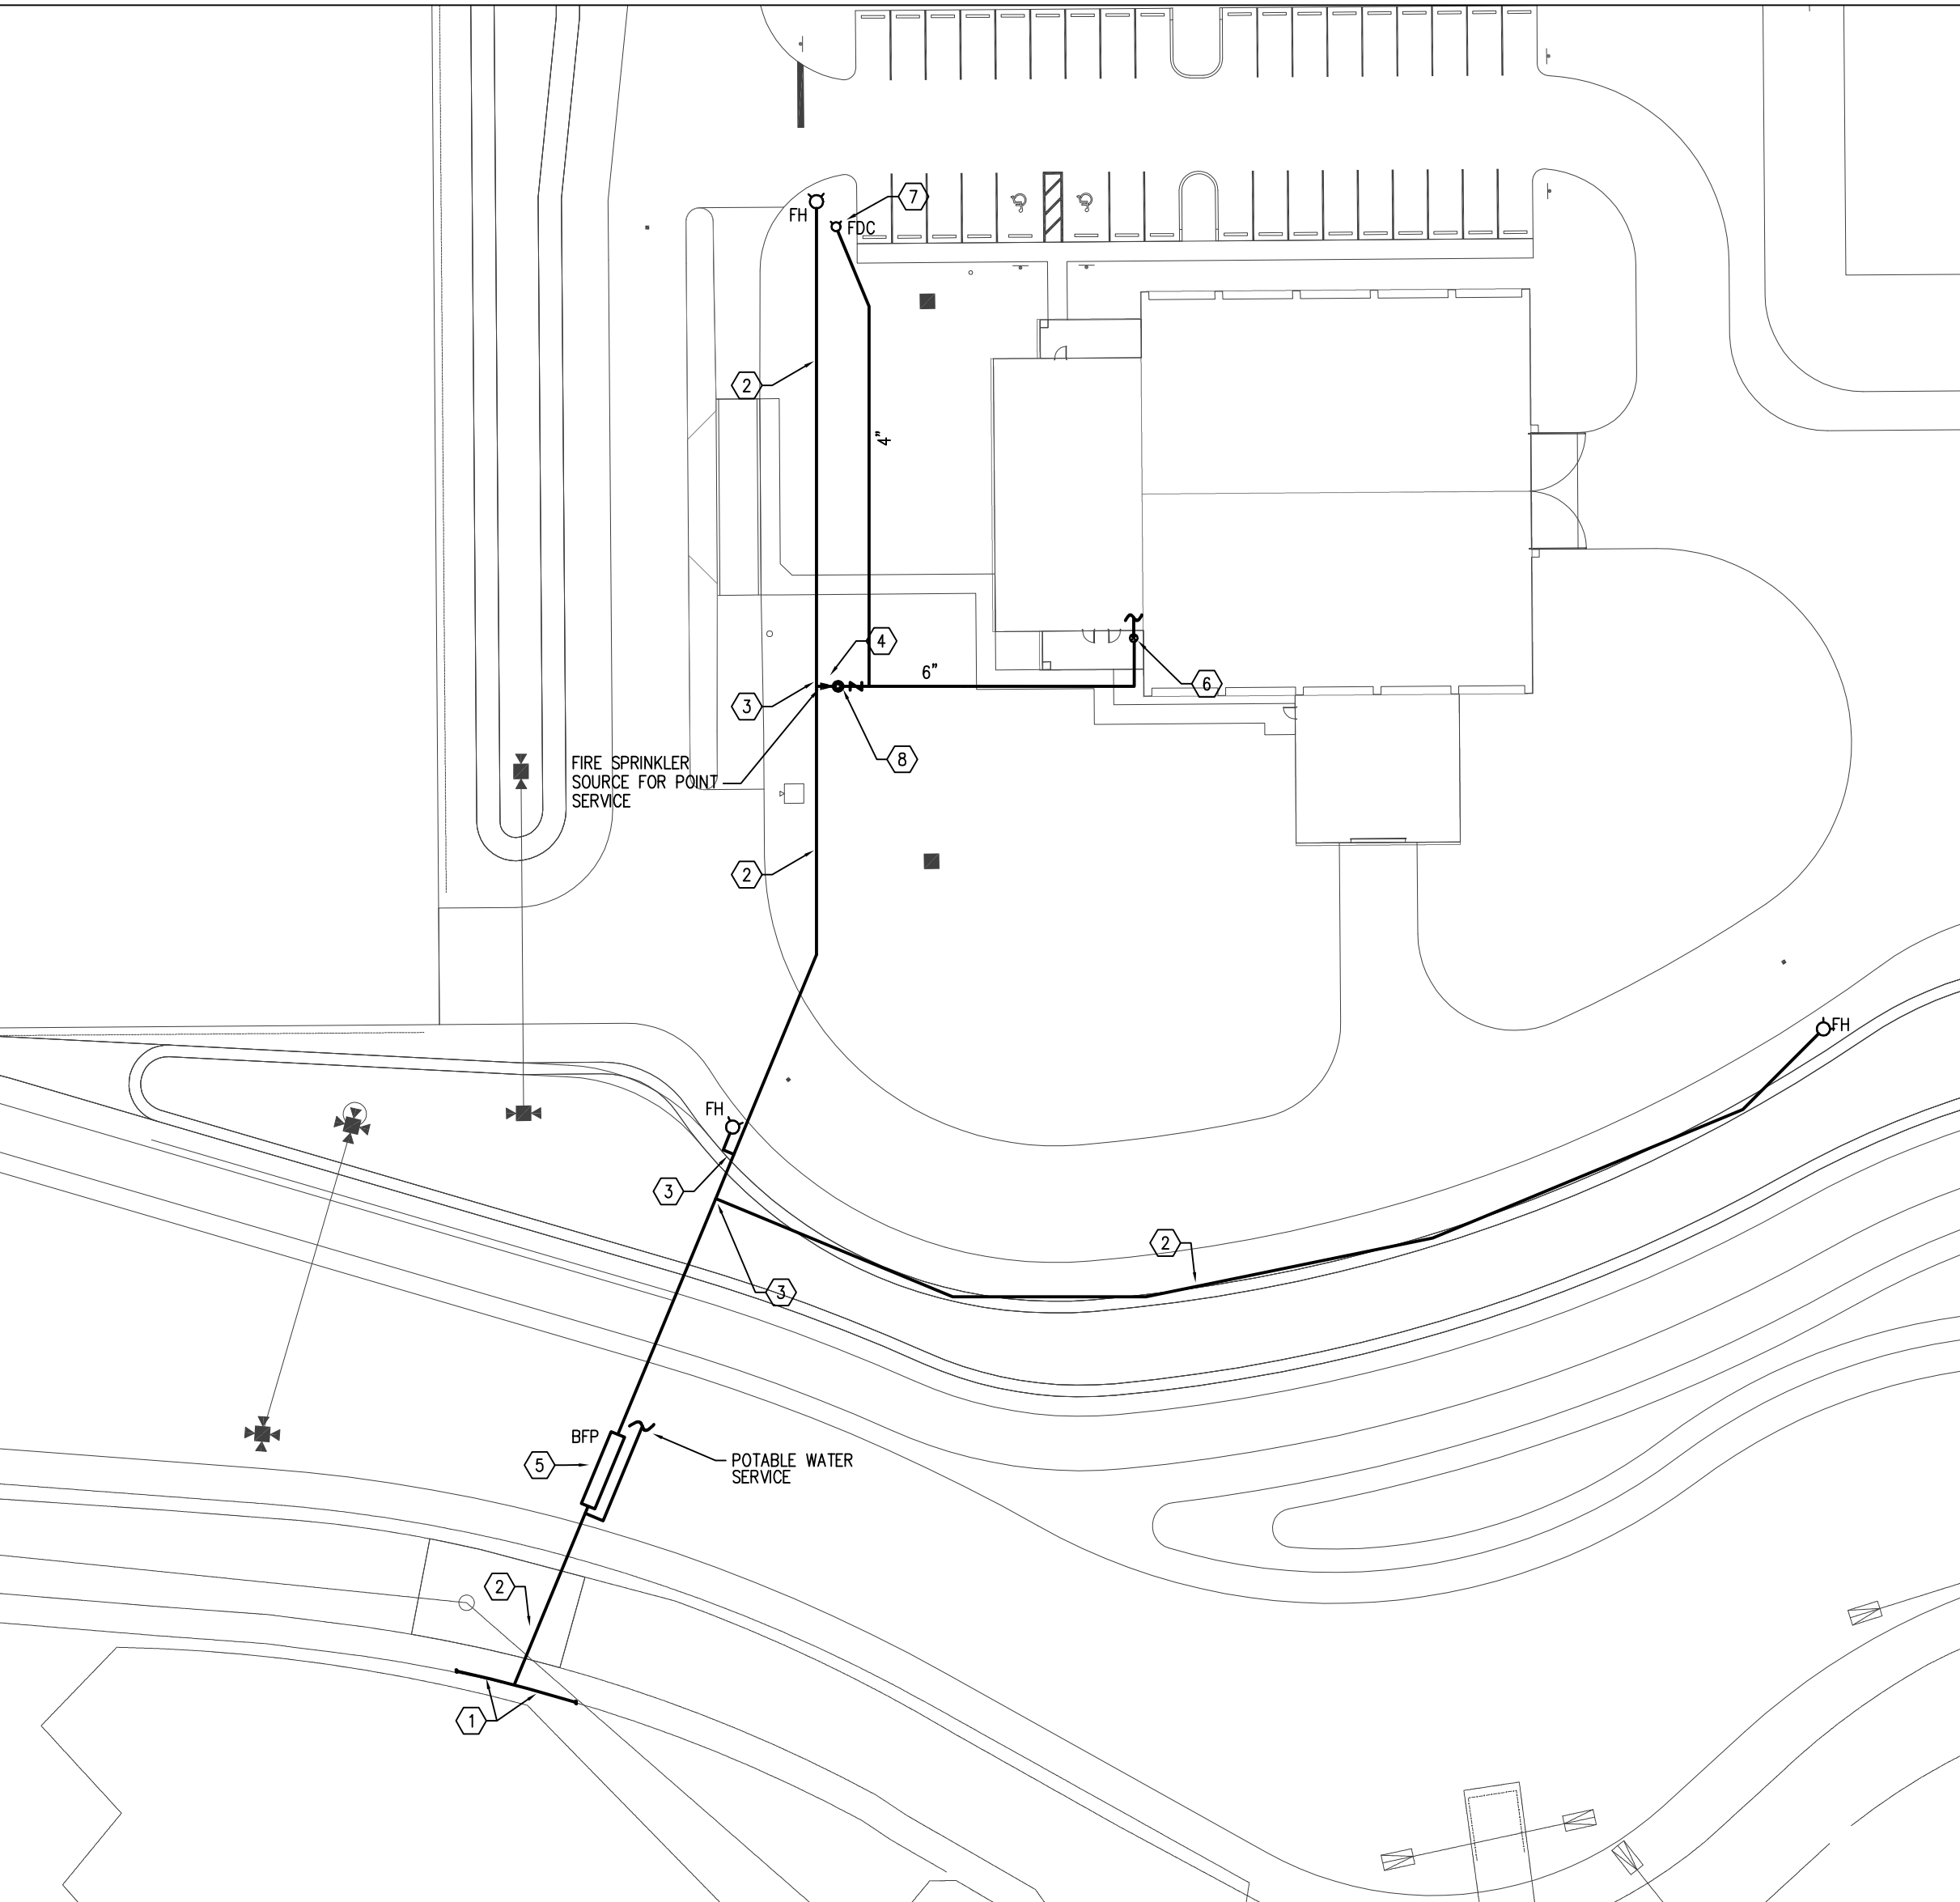 7
FH
FDC
2
4"
4
6"
3
6
8
FIRE SPRINKLER
SOURCE FOR POINT
SERVICE
2
FH
FH
3
2
3
BFP
5
POTABLE WATER
SERVICE
2
1